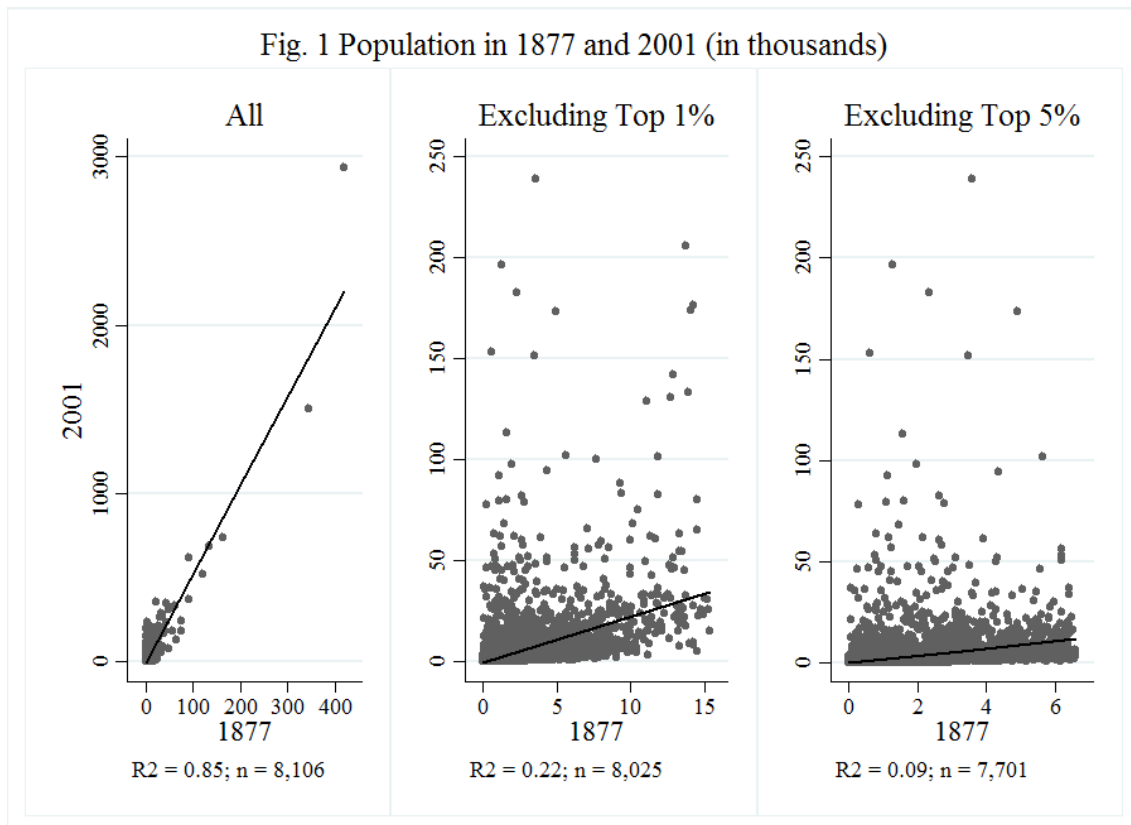 Fig. 1 Population in 1877 and 2001 (in thousands)
All
3000
2000
1000
0
2001
0 100 200 300 400
1877
R2 = 0.85; n = 8,106
Excluding Top 1%
250
200
150
100
50
0
0 5 10 15
1877
R2 = 0.22; n = 8,025
Excluding Top 5%
250
200
150
100
50
0
0 2 4 6
1877
R2 = 0.09; n = 7,701